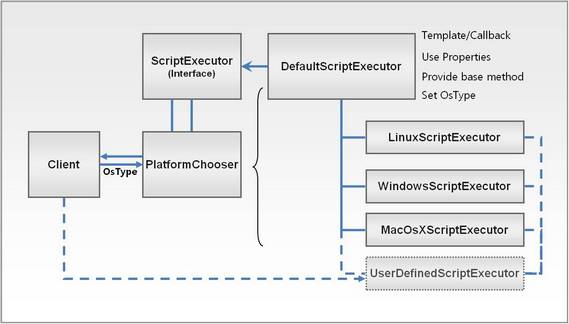 ScriptExecutor
(Interface)
DefaultScriptExecutor
Template/Callback
Use Properties
Provide base method
Set OsType
Client
OsType
PlatformChooser
LinuxScriptExecutor
WindowsScriptExecutor
MacOsXScriptExecutor
UserDefinedScriptExecutor